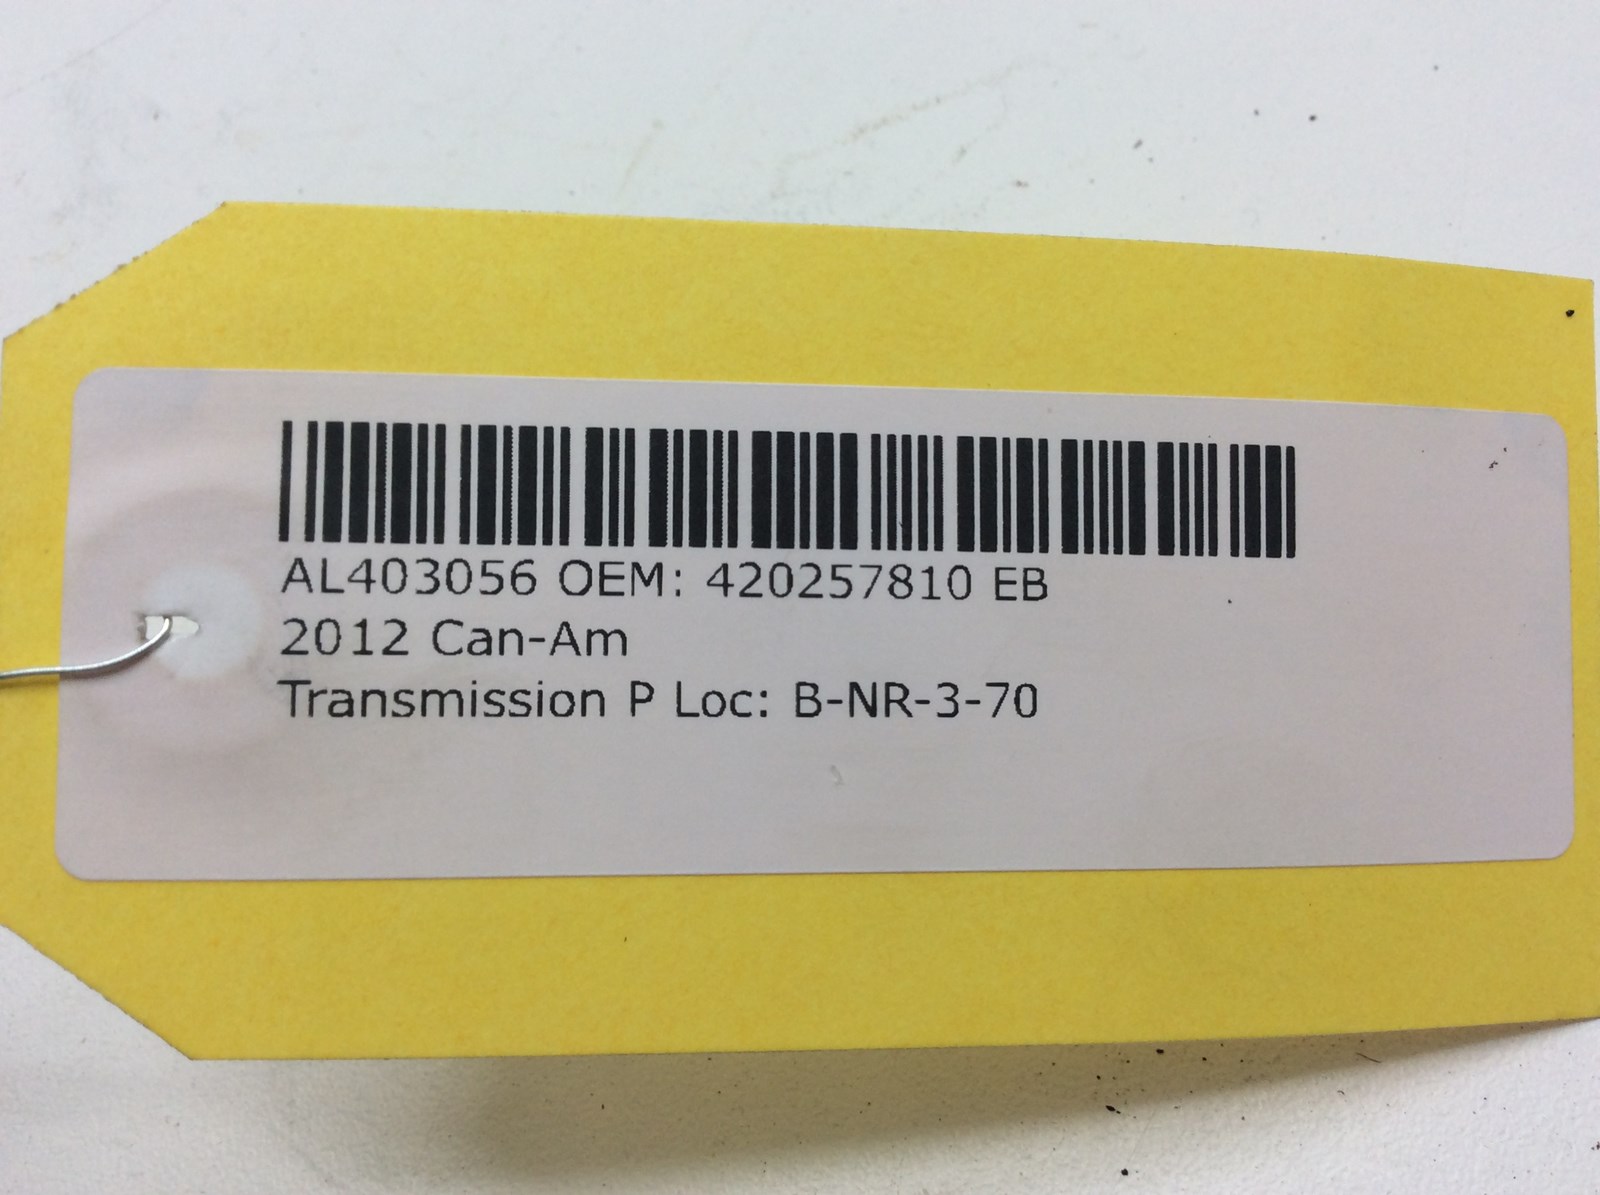 AL403056 OEM: 420257810 EB
2012 Can-Am
Transmission P Loc: B-NR-3-70